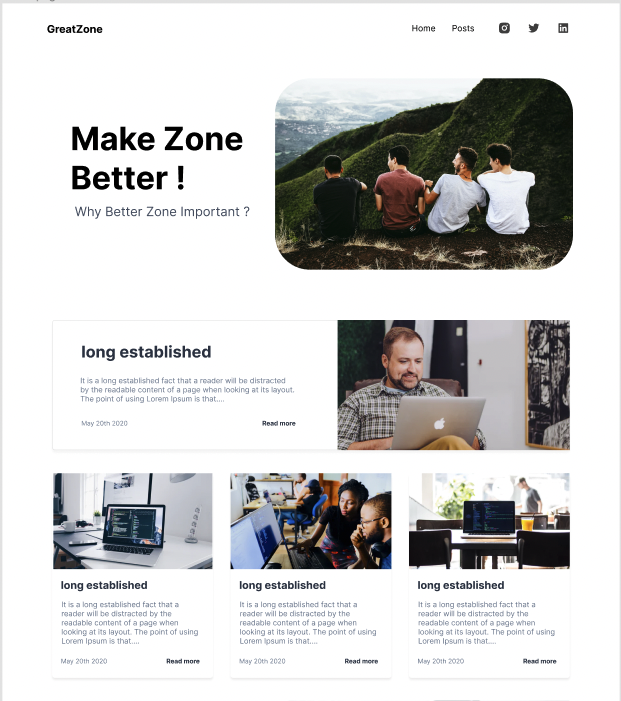 GreatZone
Home
Posts
Make Zone
Better !
Why Better Zone Important ?
long established
It is a long established fact that a reader will be distracted
by the readable content of a page when looking at its layout.
The point of using Lorem Ipsum is that....
May 20th 2020
Read more
long established
It is a long established fact that a
reader will be distracted by the
readable content of a page when
looking at its layout. The point of using
Lorem Ipsum is that....
May 20th 2020
Read more
long established
It is a long established fact that a
reader will be distracted by the
readable content of a page when
looking at its layout. The point of using
Lorem Ipsum is that....
May 20th 2020
Read more
long established
It is a long established fact that a
reader will be distracted by the
readable content of a page when
looking at its layout. The point of using
Lorem Ipsum is that....
May 20th 2020
Read more